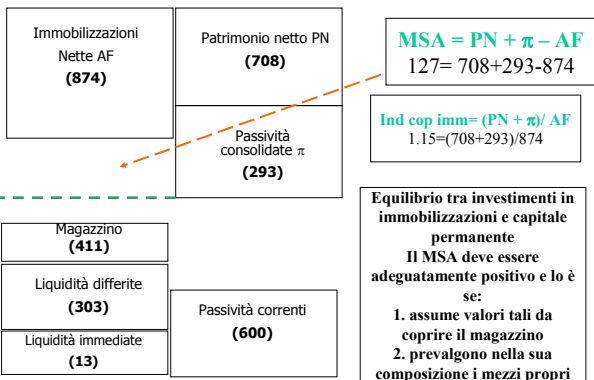 Immobilizzazioni
Nette AF
(874)
Patrimonio netto PN
(708)
Passività
consolidate π
(293)
MSA = PN + π – AF
127= 708+293-874
Ind cop imm= (PN + π)/ AF
1.15=(708+293)/874
Magazzino
(411)
Liquidità differite
(303)
Liquidità immediate
(13)
Passività correnti
(600)
Equilibrio tra investimenti in
immobilizzazioni e capitale
permanente
Il MSA deve essere
adeguatamente positivo e lo è
se:
1. assume valori tali da
coprire il magazzino
2. prevalgono nella sua
composizione i mezzi propri